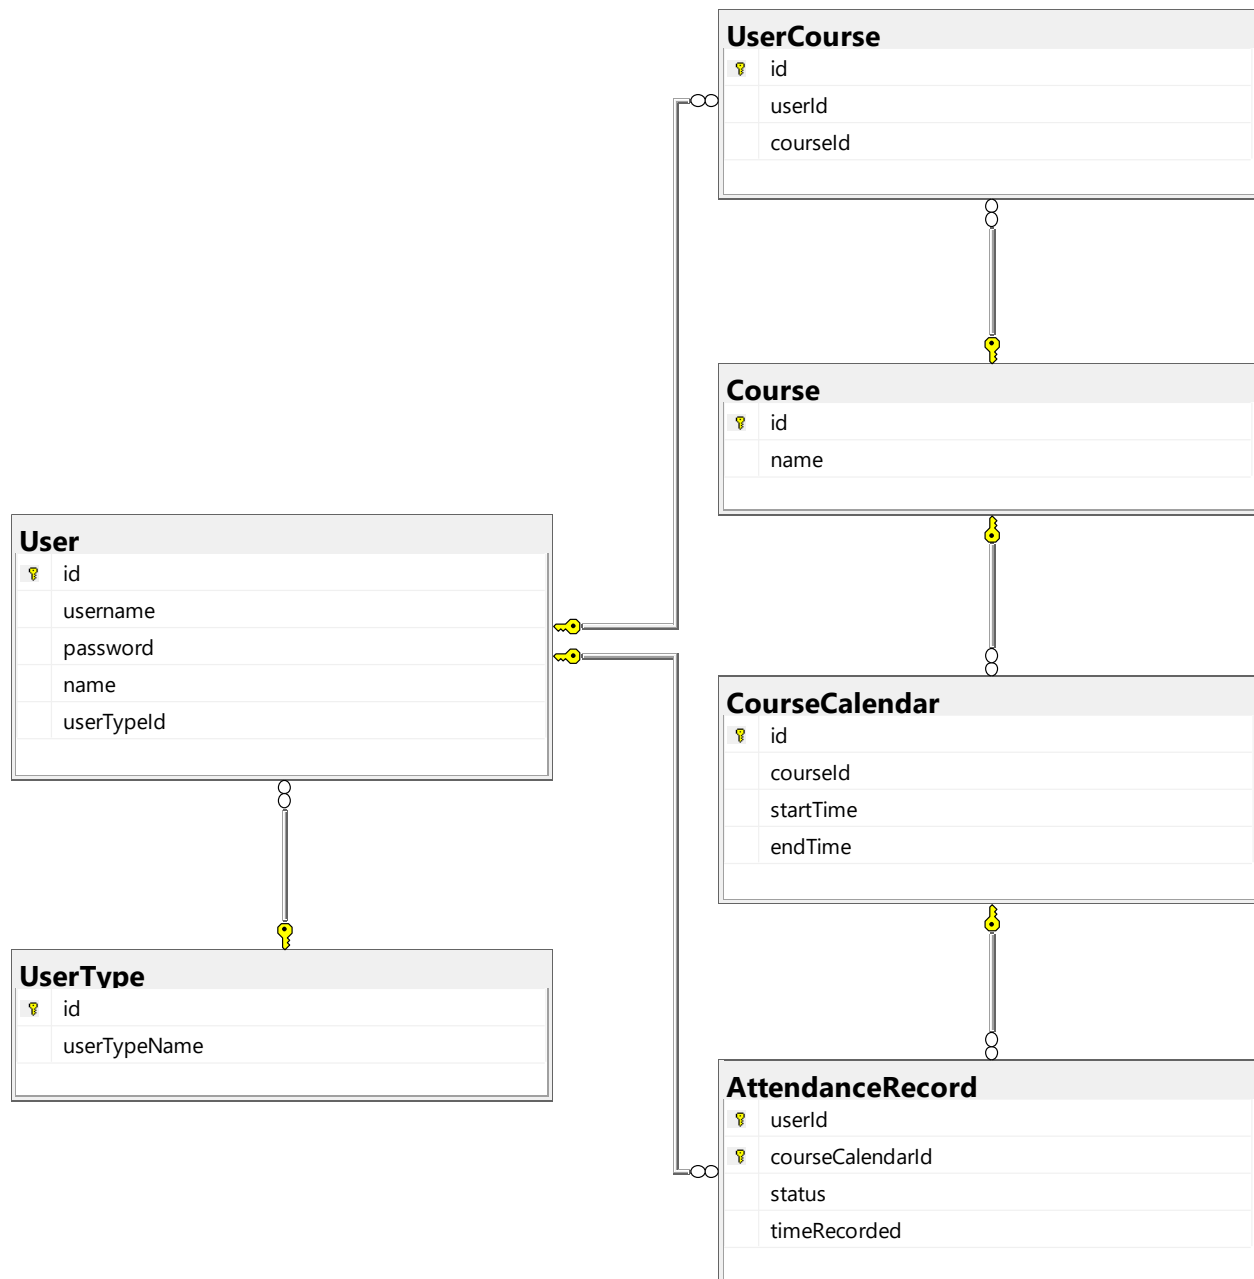 UserCourse
id
userId
courseId
Course
id
name
User
id
username
password
name
userTypeId
CourseCalendar
id
courseId
startTime
endTime
UserType
id
userTypeName
AttendanceRecord
userId
courseCalendarId
status
timeRecorded